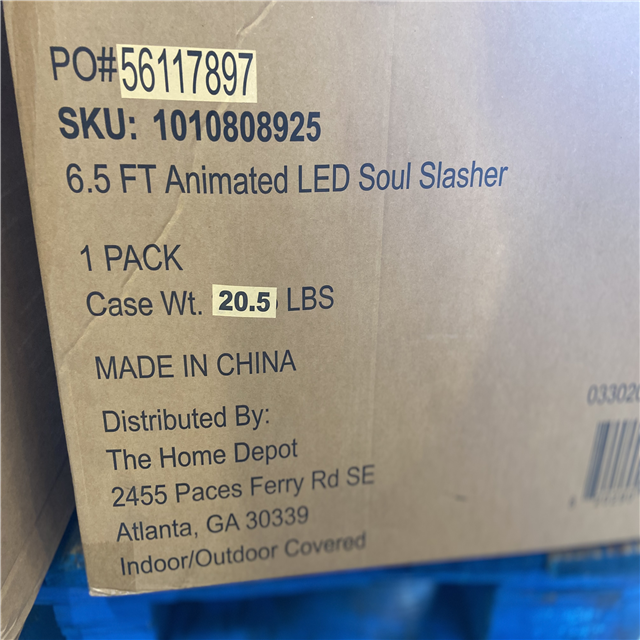 PO#56117897
SKU: 1010808925
6.5 FT Animated LED Soul Slasher
1 PACK
Case Wt. 20.5 LBS
MADE IN CHINA
033020
Distributed By:
The Home Depot
2455 Paces Ferry Rd SE
Atlanta, GA 30339
Indoor/Outdoor Covered